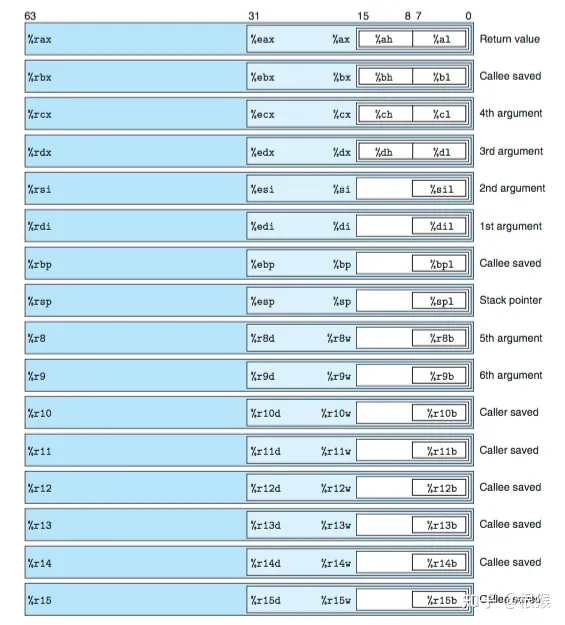 63 31 15 8 7 0
%rax %eax %ax %ah %al Return value
%rbx %ebx %bx %bh %bl Callee saved
%rcx %ecx %cx %ch %cl 4th argument
%rdx %edx %dx %dh %dl 3rd argument
%rsi %esi %si %sil 2nd argument
%rdi %edi %di %dil 1st argument
%rbp %ebp %bp %bpl Callee saved
%rsp %esp %sp %spl Stack pointer
%r8 %r8d %r8w %r8b 5th argument
%r9 %r9d %r9w %r9b 6th argument
%r10 %r10d %r10w %r10b Caller saved
%r11 %r11d %r11w %r11b Caller saved
%r12 %r12d %r12w %r12b Callee saved
%r13 %r13d %r13w %r13b Callee saved
%r14 %r14d %r14w %r14b Callee saved
%r15 %r15d %r15w %r15b Callee saved
知乎 @根猴